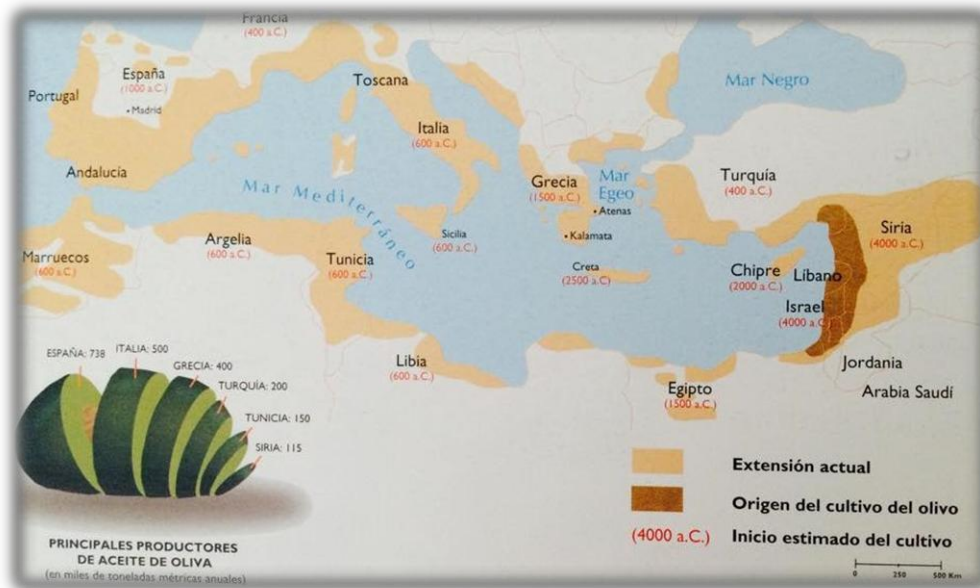 Francia
(400 a.C.)
España
(1000 a.C.)
Madrid
Portugal
Andalucía
Toscana
Italia
(600 a.C.)
Mar Negro
Mar Mediterráneo
Grecia
(1500 a.C.)
Mar
Egeo
Atenas
Kalamata
Turquía
(400 a.C.)
Siria
(4000 a.C.)
Marruecos
(600 a.C.)
Argelia
(600 a.C.)
Tunicia
(600 a.C.)
Sicilia
(600 a.C.)
Creta
(2500 a.C)
Chipre
(2000 a.C.)
Líbano
Israel
(4000 a.C.)
Jordania
Arabia Saudí
Libia
(600 a.C.)
Egipto
(1500 a.C.)
ESPAÑA: 738
ITALIA: 500
GRECIA: 400
TURQUÍA: 200
TUNICIA: 150
SIRIA: 115
PRINCIPALES PRODUCTORES
DE ACEITE DE OLIVA
(en miles de toneladas métricas anuales)
Extensión actual
Origen del cultivo del olivo
(4000 a.C.) Inicio estimado del cultivo
0 250 500 Km